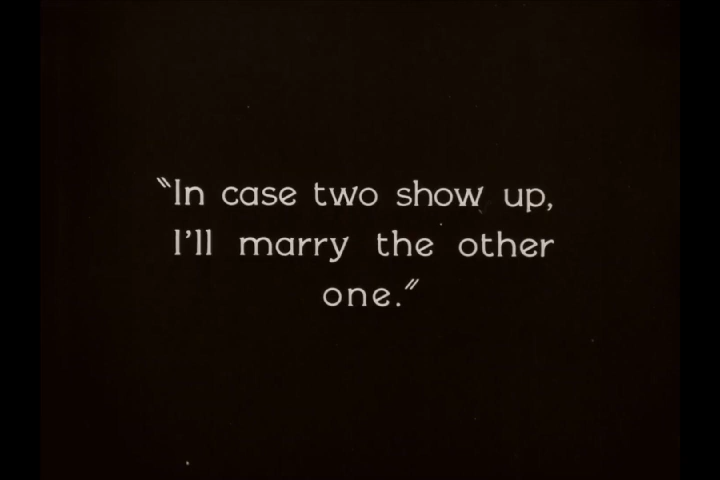 "In case two show up,
I'll marry the other
one."